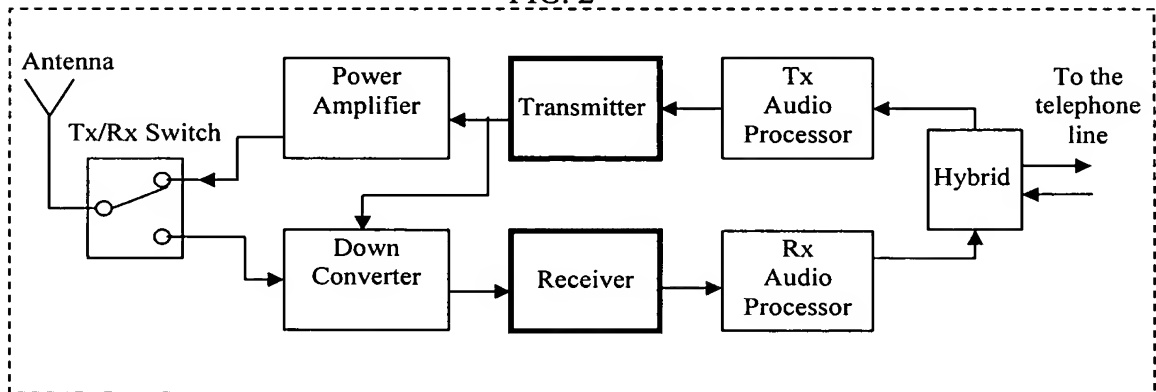 FIG. 2
Antenna
Power
Amplifier
Transmitter
Tx
Audio
Processor
To the
telephone
line
Tx/Rx Switch
Hybrid
Down
Converter
Receiver
Rx
Audio
Processor